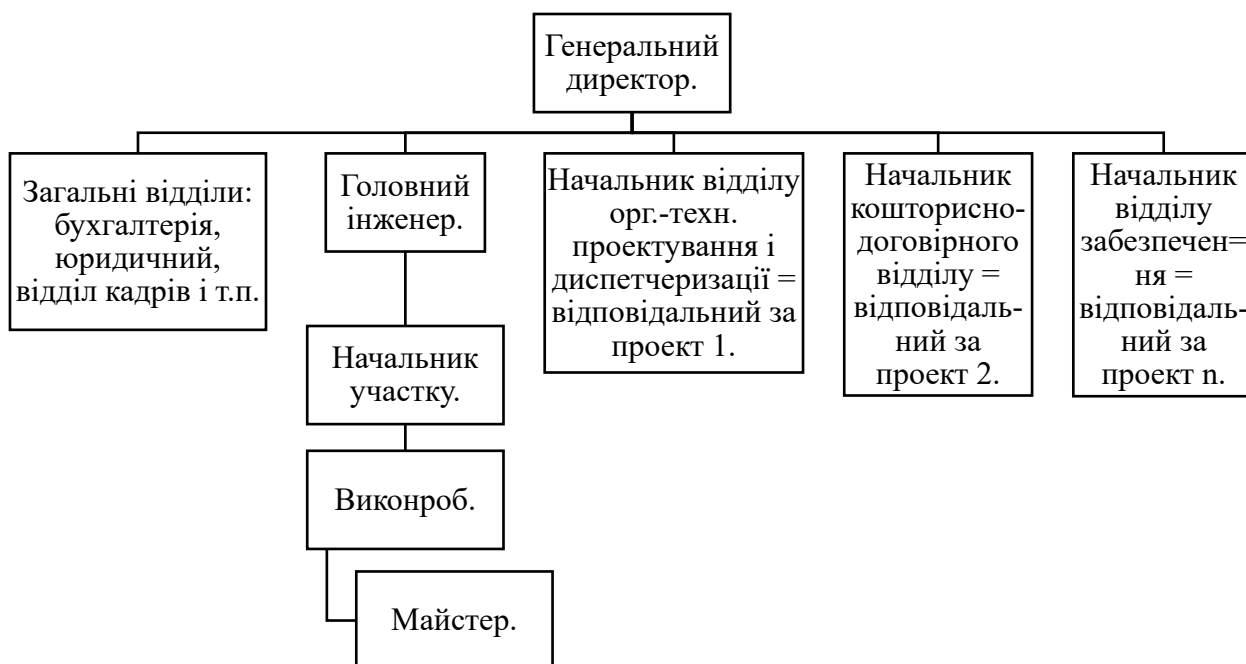 Генеральний
директор.
Загальні відділи:
бухгалтерія,
юридичний,
відділ кадрів і т.п.
Головний
інженер.
Начальник відділу
орг.-техн.
проектування і
диспетчеризації =
відповідальний за
проект 1.
Начальник
кошторисно-
договірного
відділу =
відповідаль-
ний за
проект 2.
Начальник
відділу
забезпечен=
ня =
відповідаль-
ний за
проект n.
Начальник
участку.
Виконроб.
Майстер.